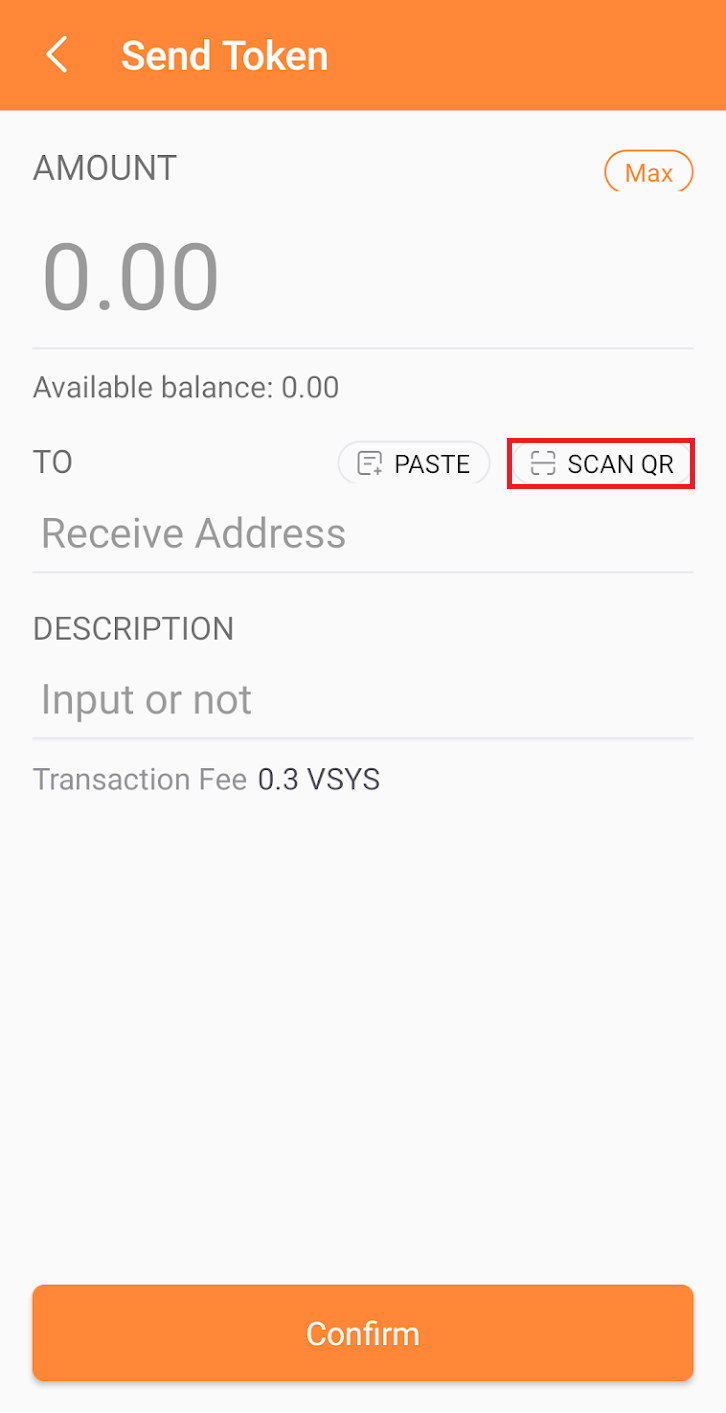 Send Token
AMOUNT Max
0.00
Available balance: 0.00
TO PASTE SCAN QR
Receive Address
DESCRIPTION
Input or not
Transaction Fee 0.3 VSYS
Confirm